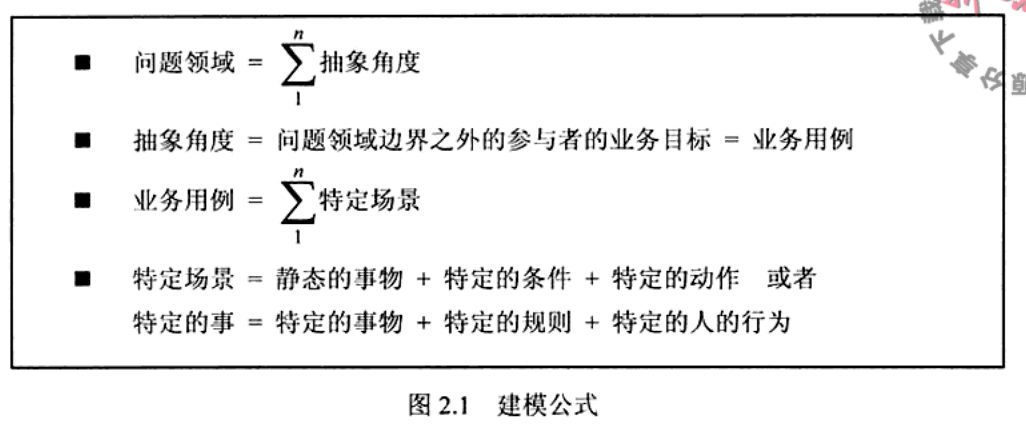 ■ 问题领域 = ∑(1→n) 抽象角度
■ 抽象角度 = 问题领域边界之外的参与者的业务目标 = 业务用例
■ 业务用例 = ∑(1→n) 特定场景
■ 特定场景 = 静态的事物 + 特定的条件 + 特定的动作 或者
特定的事 = 特定的事物 + 特定的规则 + 特定的人的行为
图 2.1 建模公式